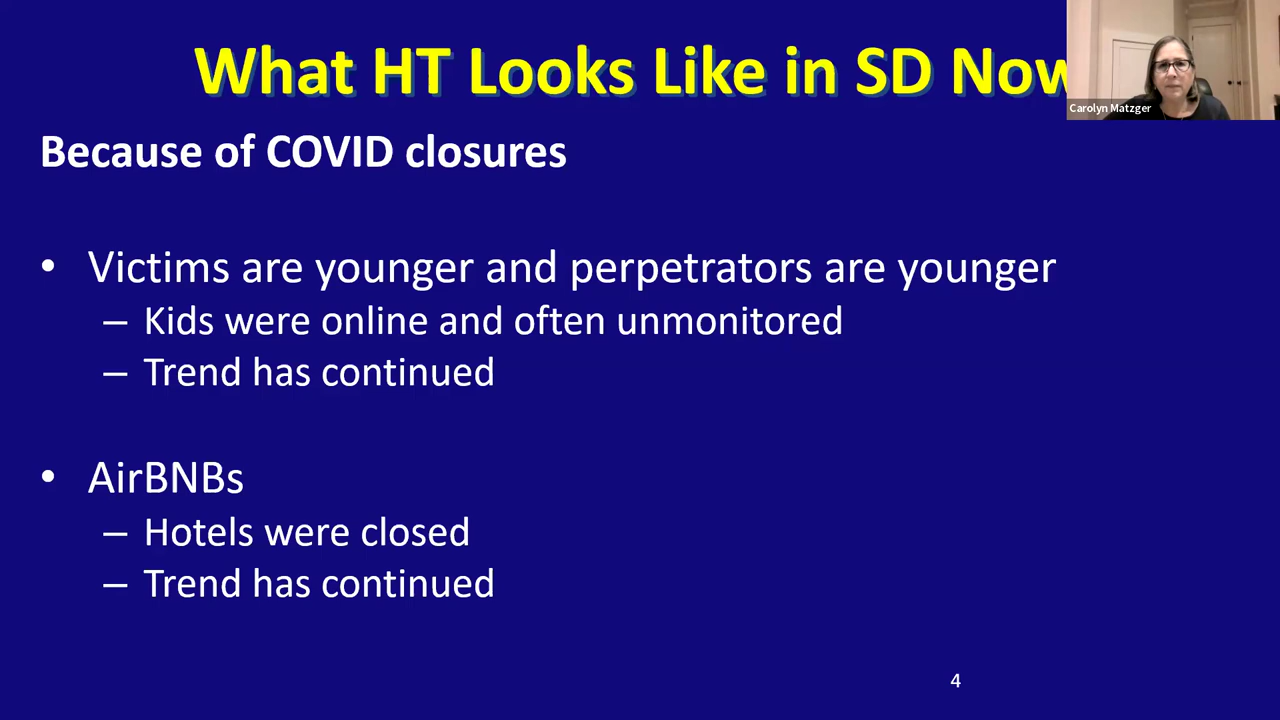 What HT Looks Like in SD Now
Carolyn Matzger
Because of COVID closures
• Victims are younger and perpetrators are younger
– Kids were online and often unmonitored
– Trend has continued
• AirBNBs
– Hotels were closed
– Trend has continued
4